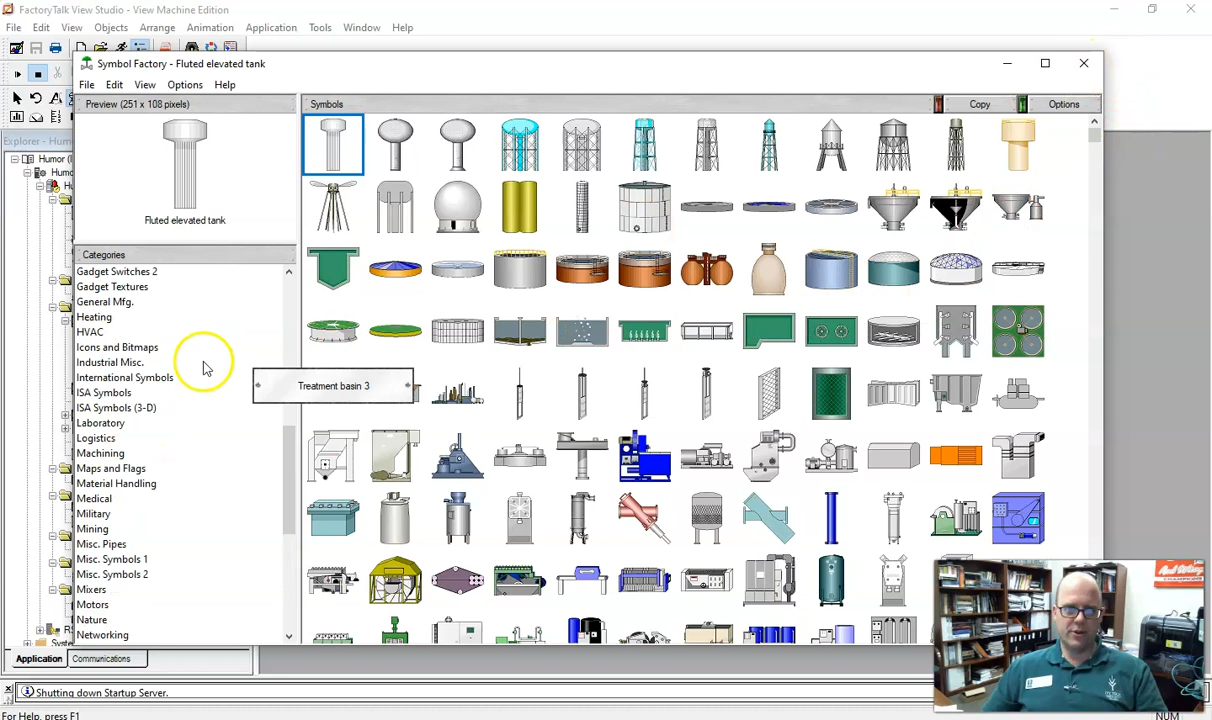 FactoryTalk View Studio - View Machine Edition
File Edit View Objects Arrange Animation Application Tools Window Help
Symbol Factory - Fluted elevated tank
File Edit View Options Help
Preview (251 x 108 pixels)
Symbols
Copy
Options
Explorer - Hum
Humor (
Fluted elevated tank
Categories
Gadget Switches 2
Gadget Textures
General Mfg.
Heating
HVAC
Icons and Bitmaps
Industrial Misc.
International Symbols
ISA Symbols
ISA Symbols (3-D)
Laboratory
Logistics
Machining
Maps and Flags
Material Handling
Medical
Military
Mining
Misc. Pipes
Misc. Symbols 1
Misc. Symbols 2
Mixers
Motors
Nature
Networking
Treatment basin 3
Application
Communications
Shutting down Startup Server.
For Help, press F1
NUM